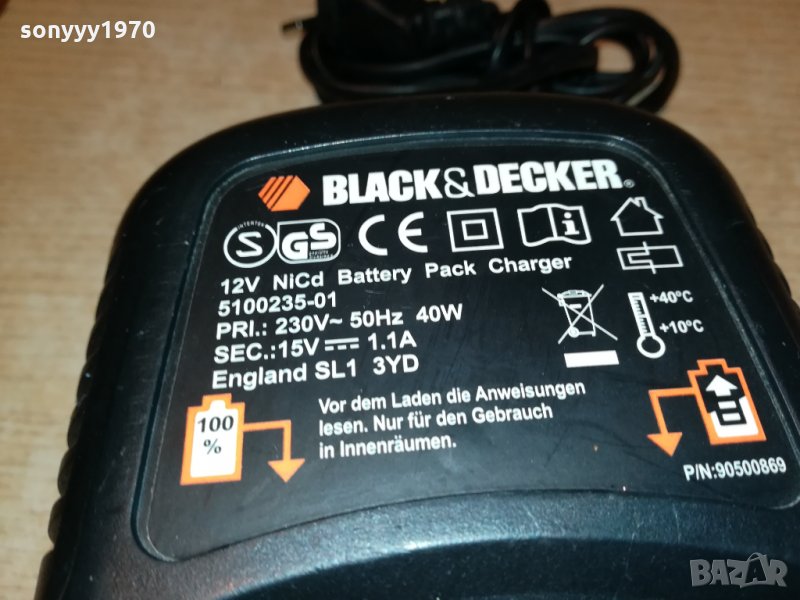 sonyyy1970
BLACK&DECKER®
INTERTEK
S GS CE
12V NiCd Battery Pack Charger
5100235-01
PRI.: 230V~ 50Hz 40W
SEC.:15V⎓ 1.1A
England SL1 3YD
+40°C
+10°C
100
%
Vor dem Laden die Anweisungen
lesen. Nur für den Gebrauch
in Innenräumen.
P/N:90500869
BAZAR